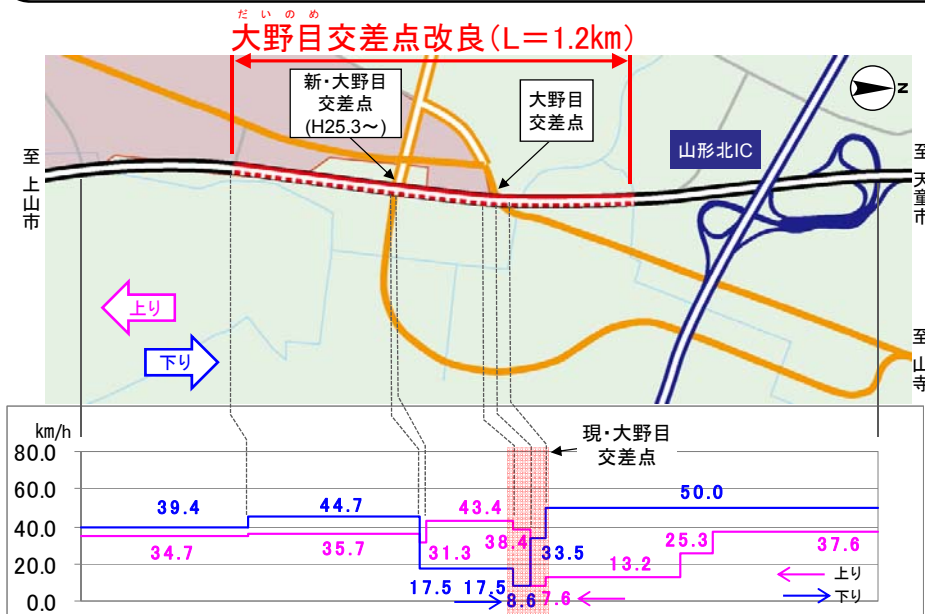 だいのめ
大野目交差点改良(L=1.2km)
新・大野目
交差点
(H25.3~)
大野目
交差点
N
山形北IC
至
上山市
至
天童市
上り
下り
至
山寺
km/h
現・大野目
交差点
80.0
60.0
40.0
20.0
0.0
39.4
44.7
43.4
50.0
34.7
35.7
31.3
38.4
33.5
25.3
37.6
13.2
17.5
17.5
8.6
7.6
上り
下り